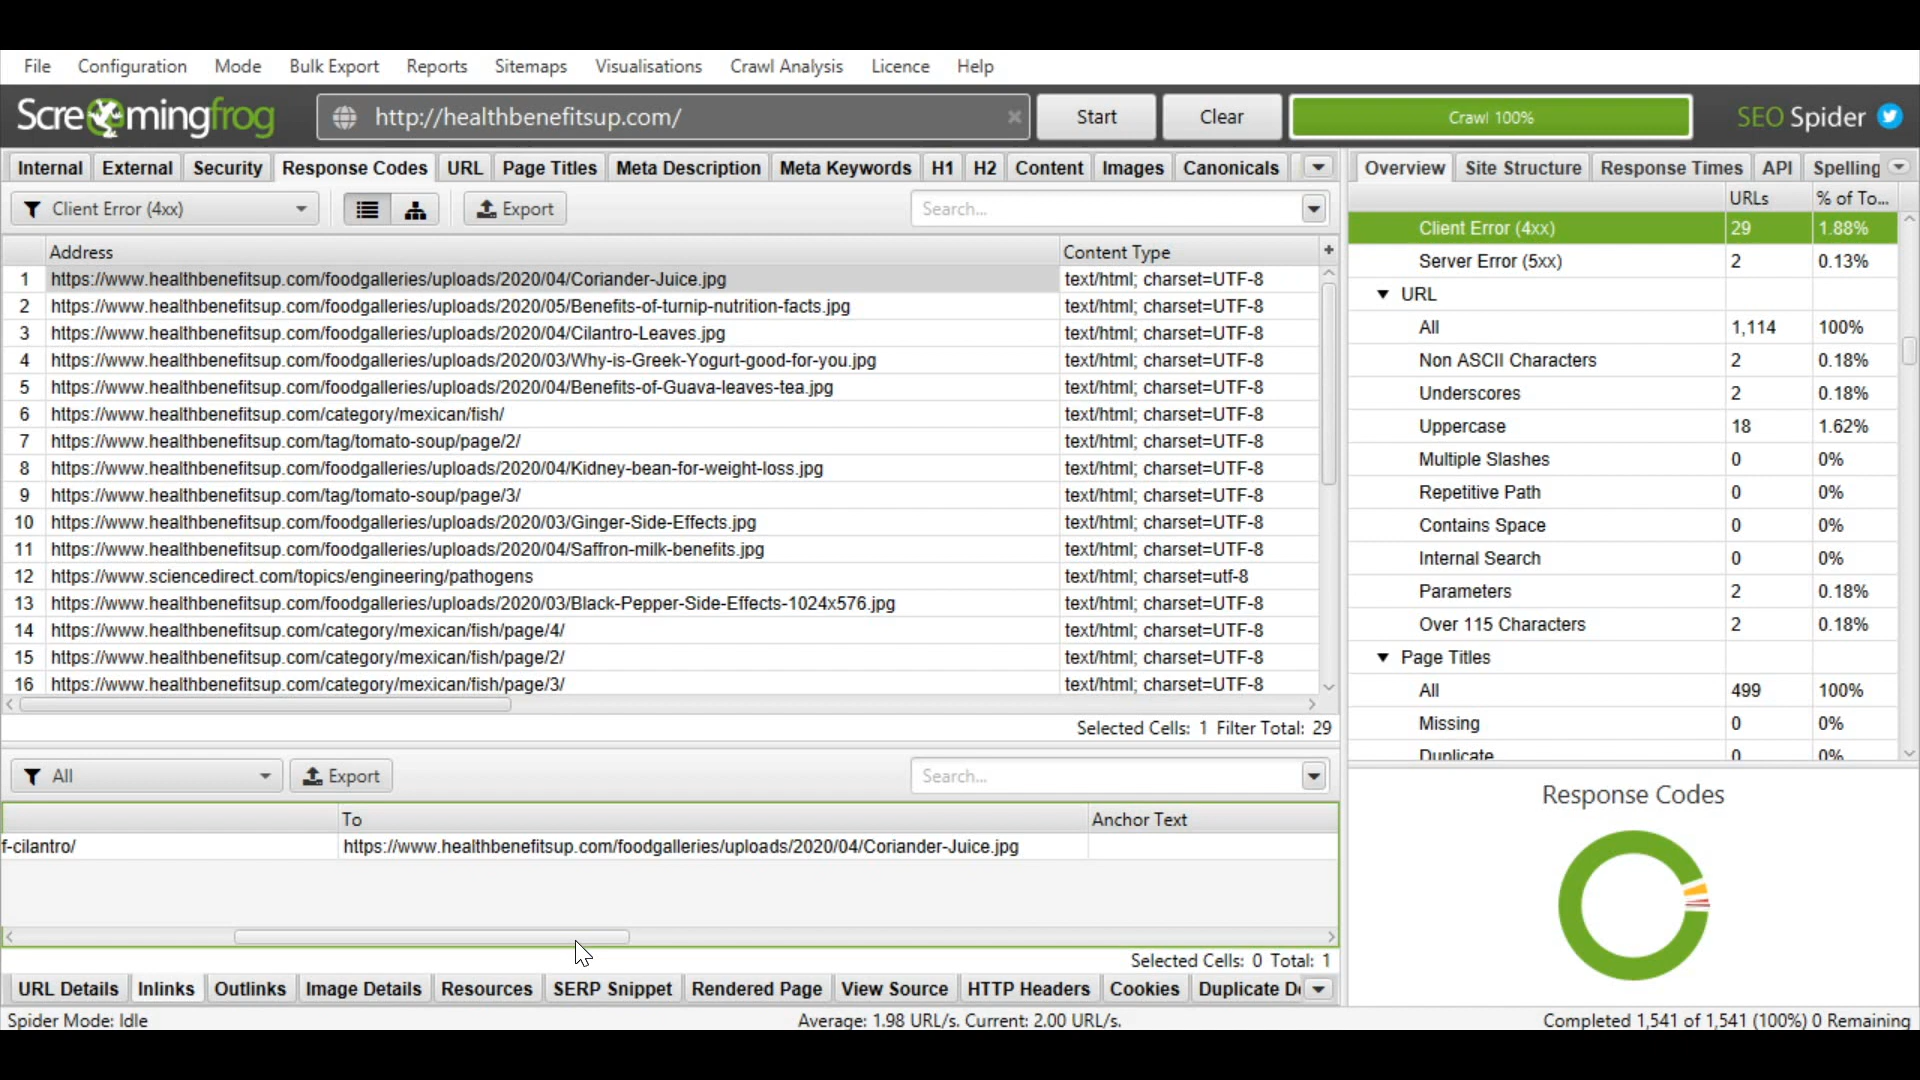 File Configuration Mode Bulk Export Reports Sitemaps Visualisations Crawl Analysis Licence Help
Screamingfrog http://healthbenefitsup.com/ Start Clear Crawl 100% SEO Spider
Internal External Security Response Codes URL Page Titles Meta Description Meta Keywords H1 H2 Content Images Canonicals
Client Error (4xx) Export Search...
Address Content Type +
1 https://www.healthbenefitsup.com/foodgalleries/uploads/2020/04/Coriander-Juice.jpg text/html; charset=UTF-8
2 https://www.healthbenefitsup.com/foodgalleries/uploads/2020/05/Benefits-of-turnip-nutrition-facts.jpg text/html; charset=UTF-8
3 https://www.healthbenefitsup.com/foodgalleries/uploads/2020/04/Cilantro-Leaves.jpg text/html; charset=UTF-8
4 https://www.healthbenefitsup.com/foodgalleries/uploads/2020/03/Why-is-Greek-Yogurt-good-for-you.jpg text/html; charset=UTF-8
5 https://www.healthbenefitsup.com/foodgalleries/uploads/2020/04/Benefits-of-Guava-leaves-tea.jpg text/html; charset=UTF-8
6 https://www.healthbenefitsup.com/category/mexican/fish/ text/html; charset=UTF-8
7 https://www.healthbenefitsup.com/tag/tomato-soup/page/2/ text/html; charset=UTF-8
8 https://www.healthbenefitsup.com/foodgalleries/uploads/2020/04/Kidney-bean-for-weight-loss.jpg text/html; charset=UTF-8
9 https://www.healthbenefitsup.com/tag/tomato-soup/page/3/ text/html; charset=UTF-8
10 https://www.healthbenefitsup.com/foodgalleries/uploads/2020/03/Ginger-Side-Effects.jpg text/html; charset=UTF-8
11 https://www.healthbenefitsup.com/foodgalleries/uploads/2020/04/Saffron-milk-benefits.jpg text/html; charset=UTF-8
12 https://www.sciencedirect.com/topics/engineering/pathogens text/html; charset=utf-8
13 https://www.healthbenefitsup.com/foodgalleries/uploads/2020/03/Black-Pepper-Side-Effects-1024x576.jpg text/html; charset=UTF-8
14 https://www.healthbenefitsup.com/category/mexican/fish/page/4/ text/html; charset=UTF-8
15 https://www.healthbenefitsup.com/category/mexican/fish/page/2/ text/html; charset=UTF-8
16 https://www.healthbenefitsup.com/category/mexican/fish/page/3/ text/html; charset=UTF-8
Selected Cells: 1 Filter Total: 29
All Export Search...
To Anchor Text
f-cilantro/ https://www.healthbenefitsup.com/foodgalleries/uploads/2020/04/Coriander-Juice.jpg
Selected Cells: 0 Total: 1
URL Details Inlinks Outlinks Image Details Resources SERP Snippet Rendered Page View Source HTTP Headers Cookies Duplicate D
Overview Site Structure Response Times API Spelling
URLs % of To...
Client Error (4xx) 29 1.88%
Server Error (5xx) 2 0.13%
URL
All 1,114 100%
Non ASCII Characters 2 0.18%
Underscores 2 0.18%
Uppercase 18 1.62%
Multiple Slashes 0 0%
Repetitive Path 0 0%
Contains Space 0 0%
Internal Search 0 0%
Parameters 2 0.18%
Over 115 Characters 2 0.18%
Page Titles
All 499 100%
Missing 0 0%
Duplicate 0 0%
Response Codes
Spider Mode: Idle Average: 1.98 URL/s. Current: 2.00 URL/s. Completed 1,541 of 1,541 (100%) 0 Remaining